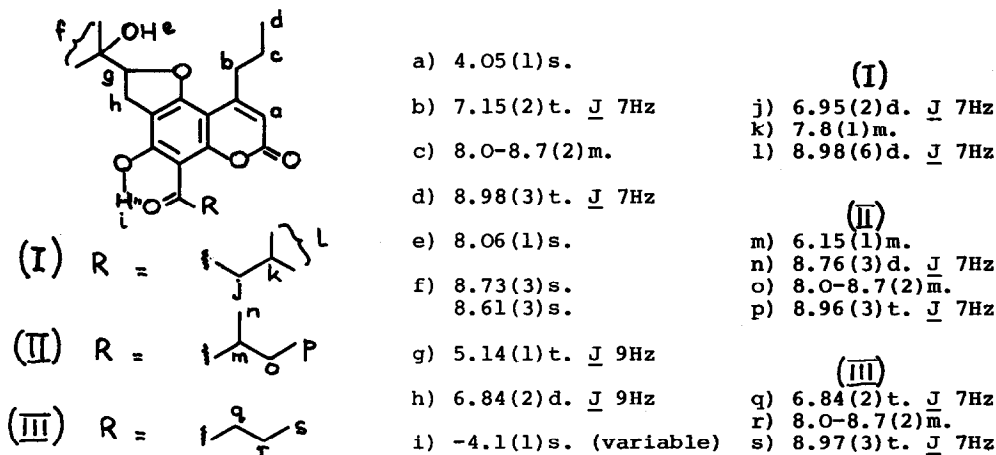 d
f OH e
b c
g O
h a
O O O
H O R
i
(I) R = L
j k
n
(II) R = m o p
(III) R = q r s
a) 4.05(1)s.
b) 7.15(2)t. J 7Hz
c) 8.0-8.7(2)m.
d) 8.98(3)t. J 7Hz
e) 8.06(1)s.
f) 8.73(3)s.
8.61(3)s.
g) 5.14(1)t. J 9Hz
h) 6.84(2)d. J 9Hz
i) -4.1(1)s. (variable)
(I)
j) 6.95(2)d. J 7Hz
k) 7.8(1)m.
l) 8.98(6)d. J 7Hz
(II)
m) 6.15(1)m.
n) 8.76(3)d. J 7Hz
o) 8.0-8.7(2)m.
p) 8.96(3)t. J 7Hz
(III)
q) 6.84(2)t. J 7Hz
r) 8.0-8.7(2)m.
s) 8.97(3)t. J 7Hz